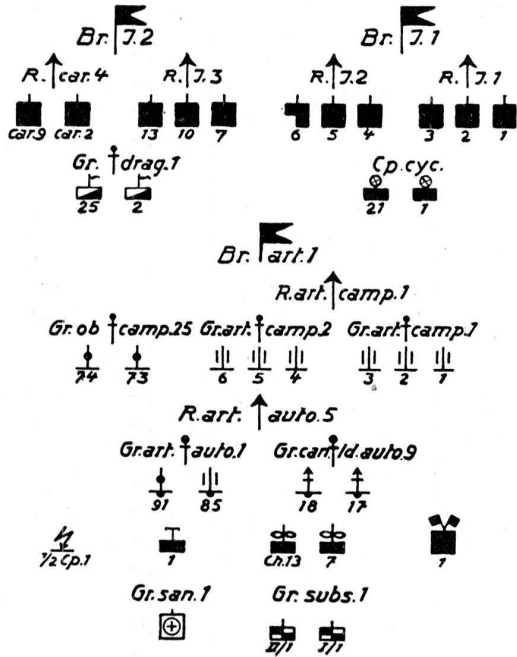 Br. J.2 Br. J.1
R. car.4 R. J.3 R. J.2 R. J.1
car.9 car.2 13 10 7 6 5 4 3 2 1
Gr. drag.1 Cp.cyc.
25 2 21 1
Br. art.1
R.art. camp.1
Gr.ob camp.25 Gr.art. camp.2 Gr.art. camp.1
74 73 6 5 4 3 2 1
R.art. auto.5
Gr.art. auto.1 Gr.can. ld.auto.9
91 85 18 17
1/2 Cp.1 1 Ch.13 7 1
Gr.san.1 Gr.subs.1
II/1 I/1